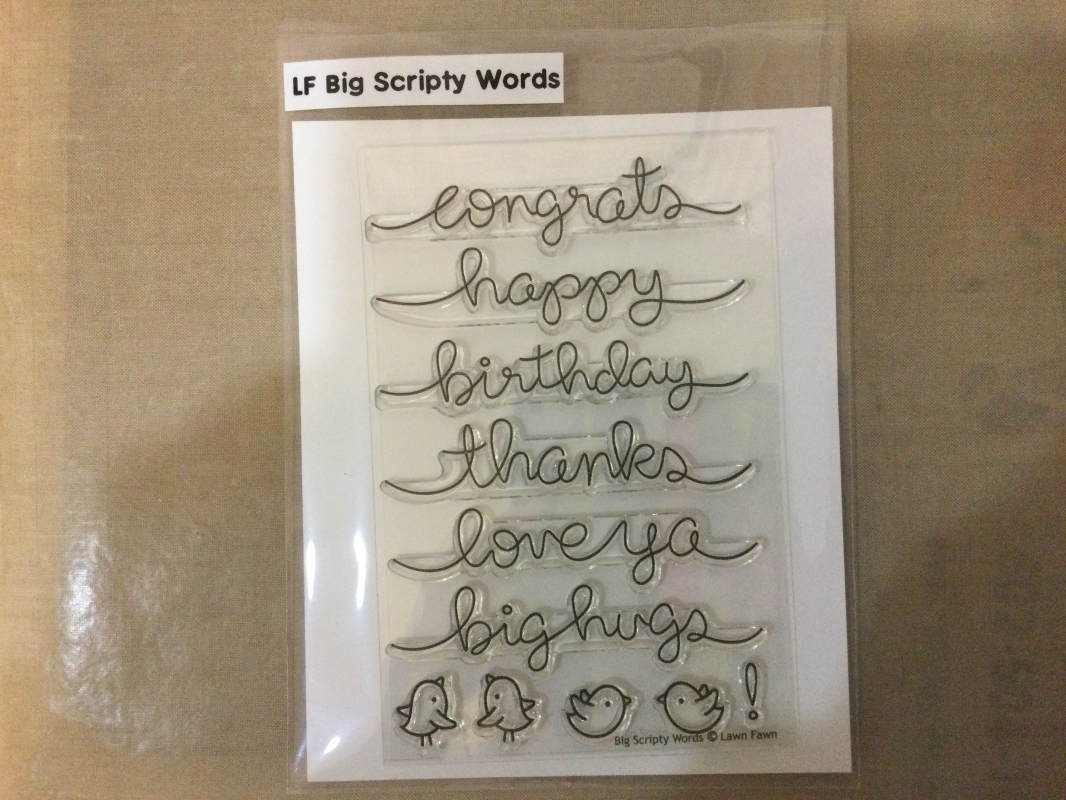 LF Big Scripty Words
congrats
happy
birthday
thanks
love ya
big hugs
!
Big Scripty Words © Lawn Fawn